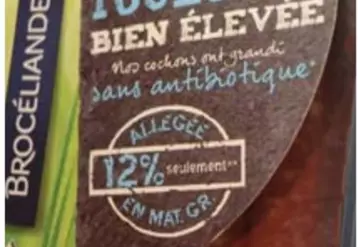 BROCÉLIANDE
BIEN ÉLEVÉE
Nos cochons ont grandi
sans antibiotique*
ALLÉGÉE
12% seulement**
EN MAT. GR.